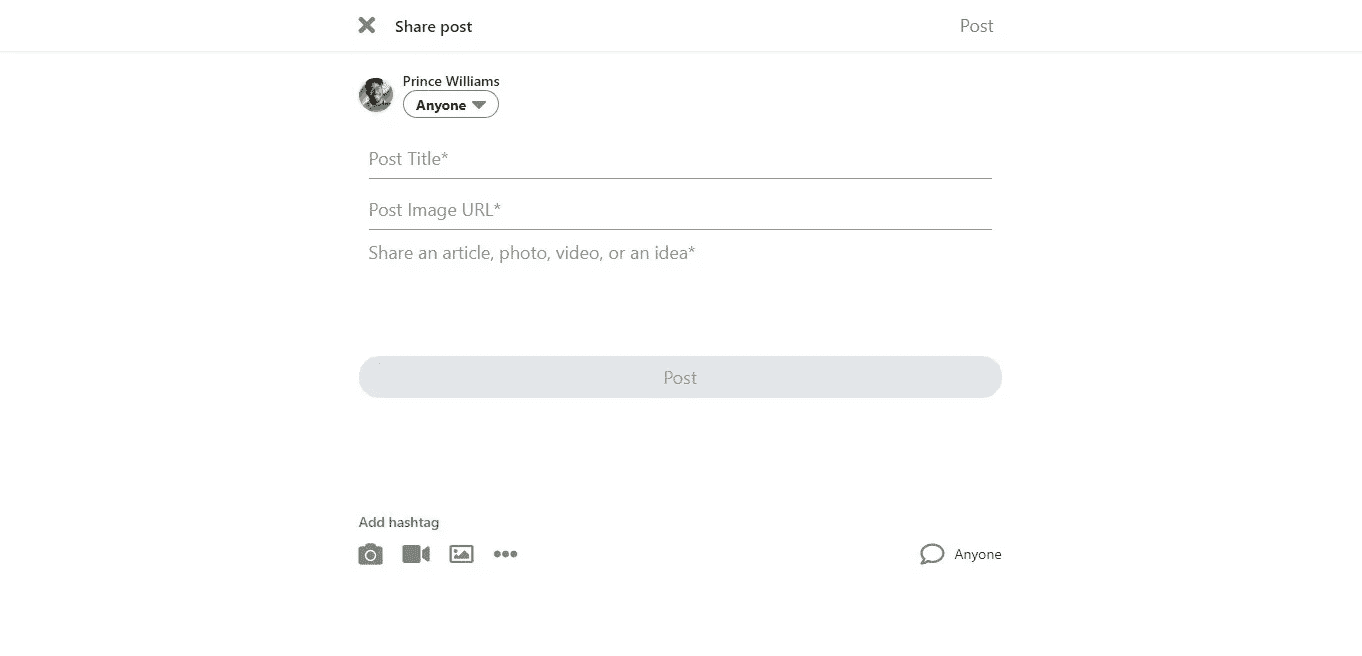 Share post
Post
Prince Williams
Anyone
Post Title*
Post Image URL*
Share an article, photo, video, or an idea*
Post
Add hashtag
Anyone